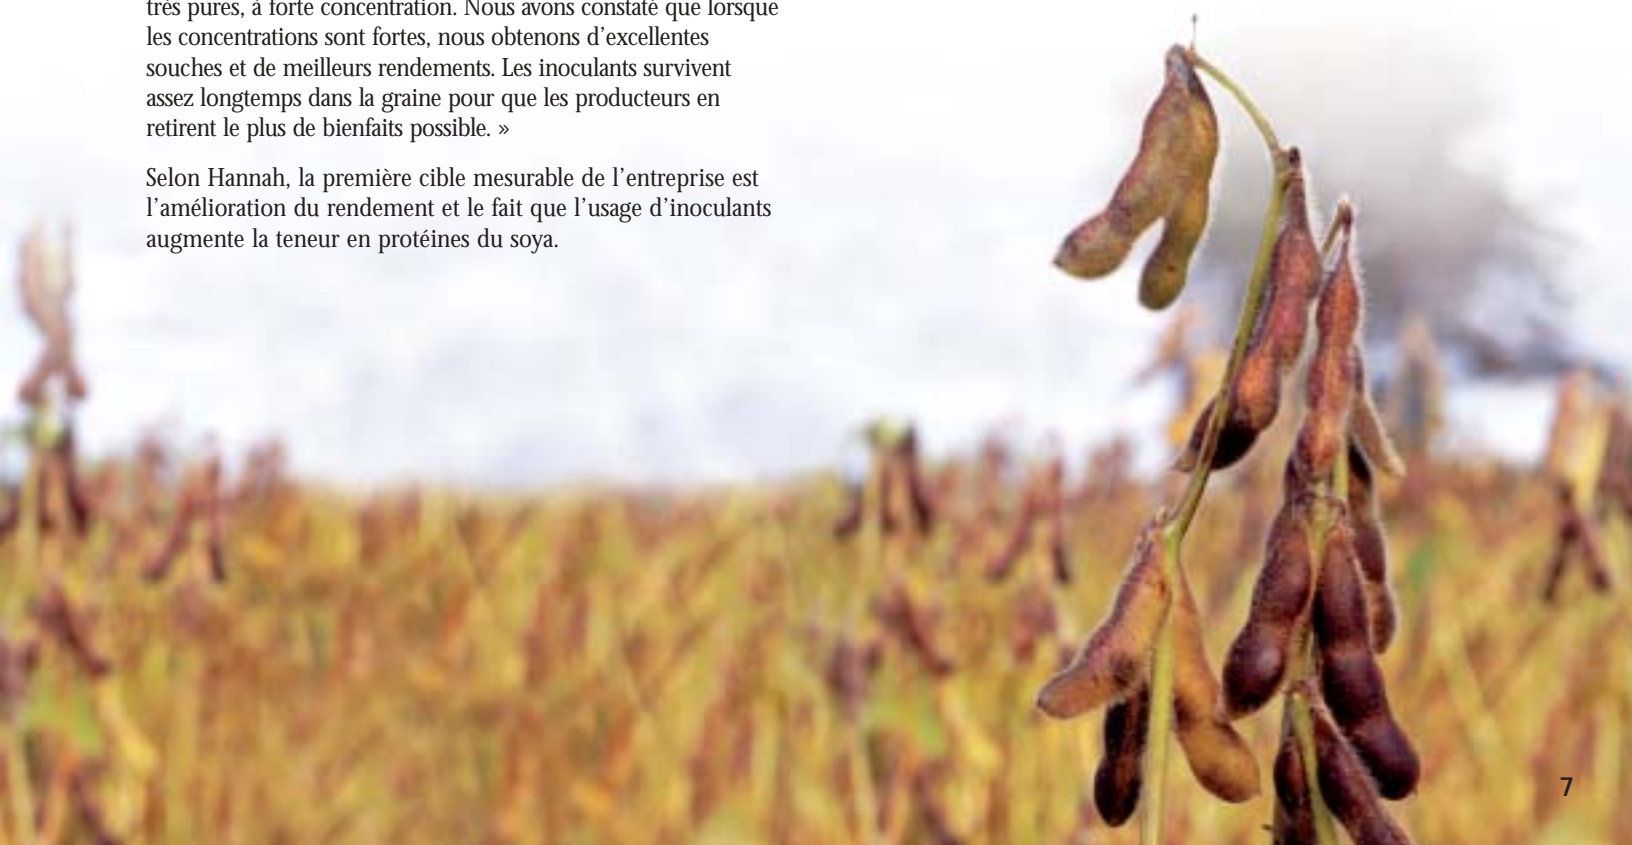 très pures, à forte concentration. Nous avons constaté que lorsque
les concentrations sont fortes, nous obtenons d’excellentes
souches et de meilleurs rendements. Les inoculants survivent
assez longtemps dans la graine pour que les producteurs en
retirent le plus de bienfaits possible. »
Selon Hannah, la première cible mesurable de l’entreprise est
l’amélioration du rendement et le fait que l’usage d’inoculants
augmente la teneur en protéines du soya.
7